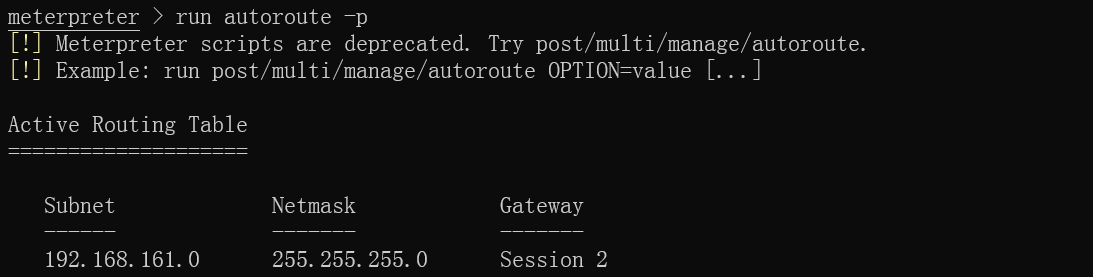 meterpreter > run autoroute -p
[!] Meterpreter scripts are deprecated. Try post/multi/manage/autoroute.
[!] Example: run post/multi/manage/autoroute OPTION=value [...]
Active Routing Table
====================
Subnet Netmask Gateway
------ ------- -------
192.168.161.0 255.255.255.0 Session 2